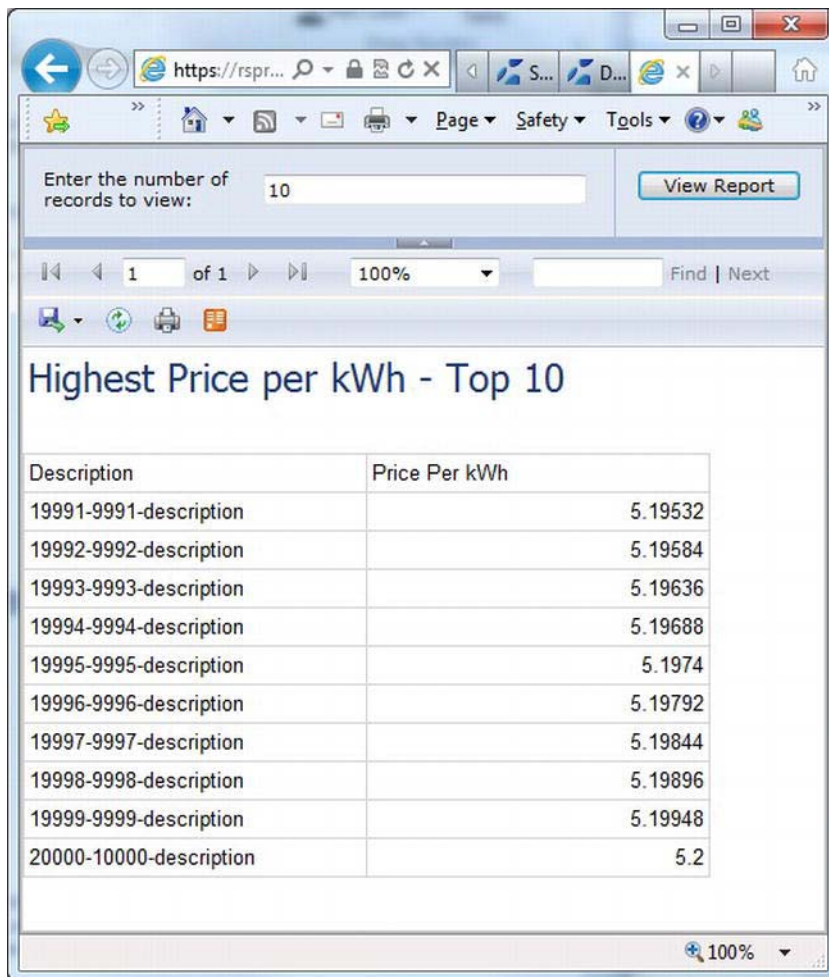 https://rspr...
S...
D...
Page Safety Tools
Enter the number of
records to view:
10
View Report
1 of 1 100% Find | Next
Highest Price per kWh - Top 10
Description Price Per kWh
19991-9991-description 5.19532
19992-9992-description 5.19584
19993-9993-description 5.19636
19994-9994-description 5.19688
19995-9995-description 5.1974
19996-9996-description 5.19792
19997-9997-description 5.19844
19998-9998-description 5.19896
19999-9999-description 5.19948
20000-10000-description 5.2
100%